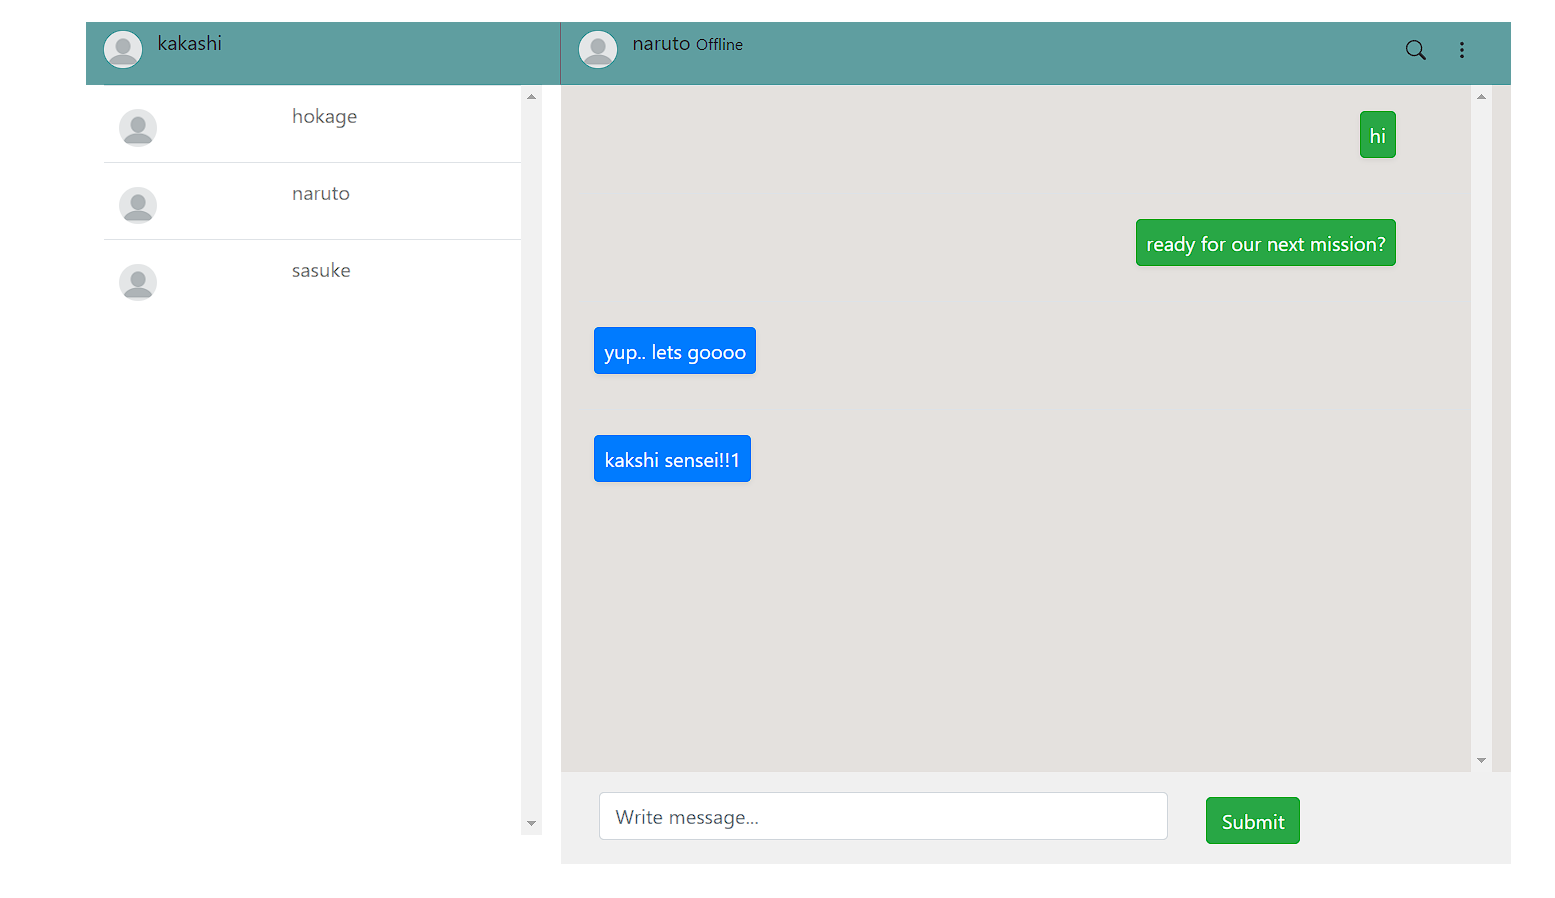 kakashi
naruto Offline
hokage
naruto
sasuke
hi
ready for our next mission?
yup.. lets goooo
kakshi sensei!!1
Write message...
Submit